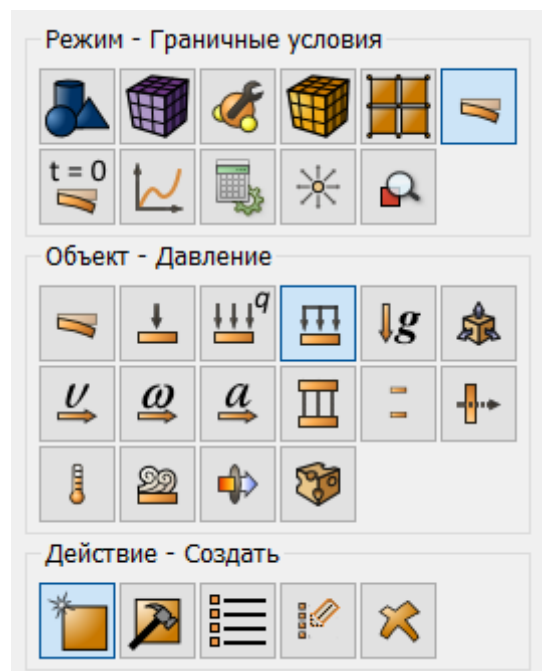 Режим - Граничные условия
t = 0
Объект - Давление
q
g
υ ω a
Действие - Создать